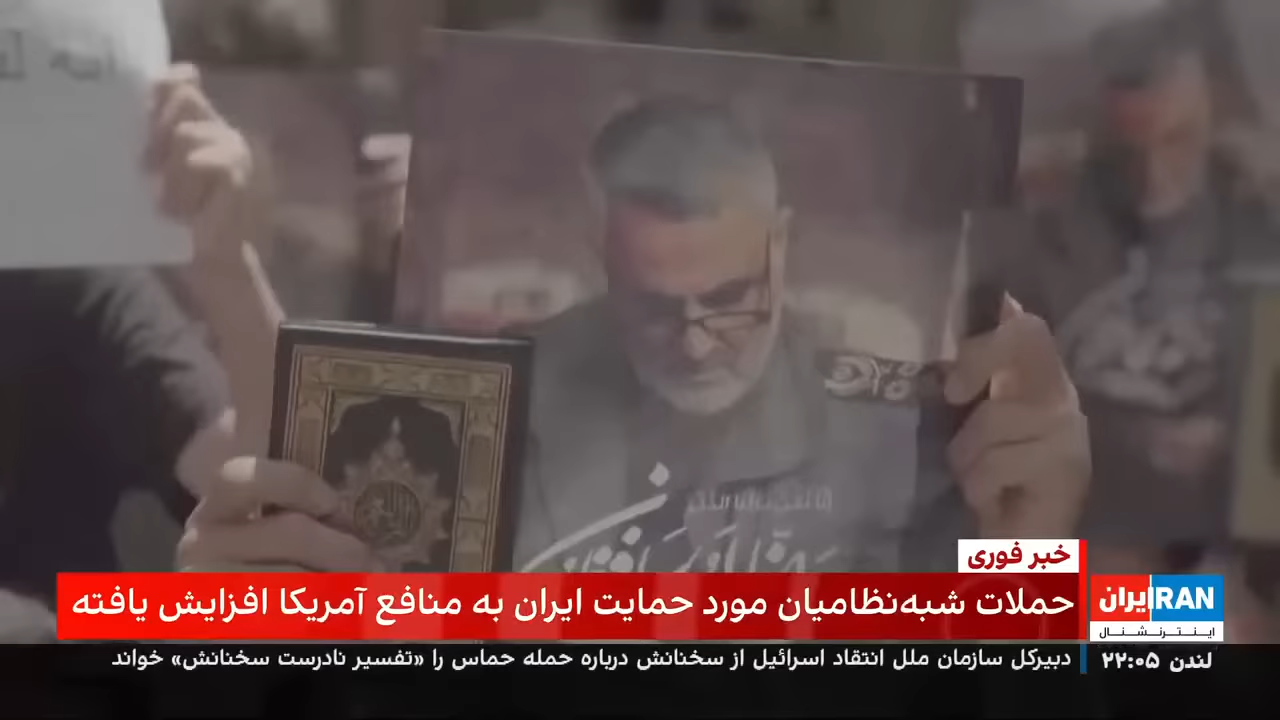 خبر فوری
حملات شبه‌نظامیان مورد حمایت ایران به منافع آمریکا افزایش یافته
ایران IRAN
اینترنشنال
لندن ۲۲:۰۵
دبیرکل سازمان ملل انتقاد اسرائیل از سخنانش درباره حمله حماس را «تفسیر نادرست سخنانش» خواند